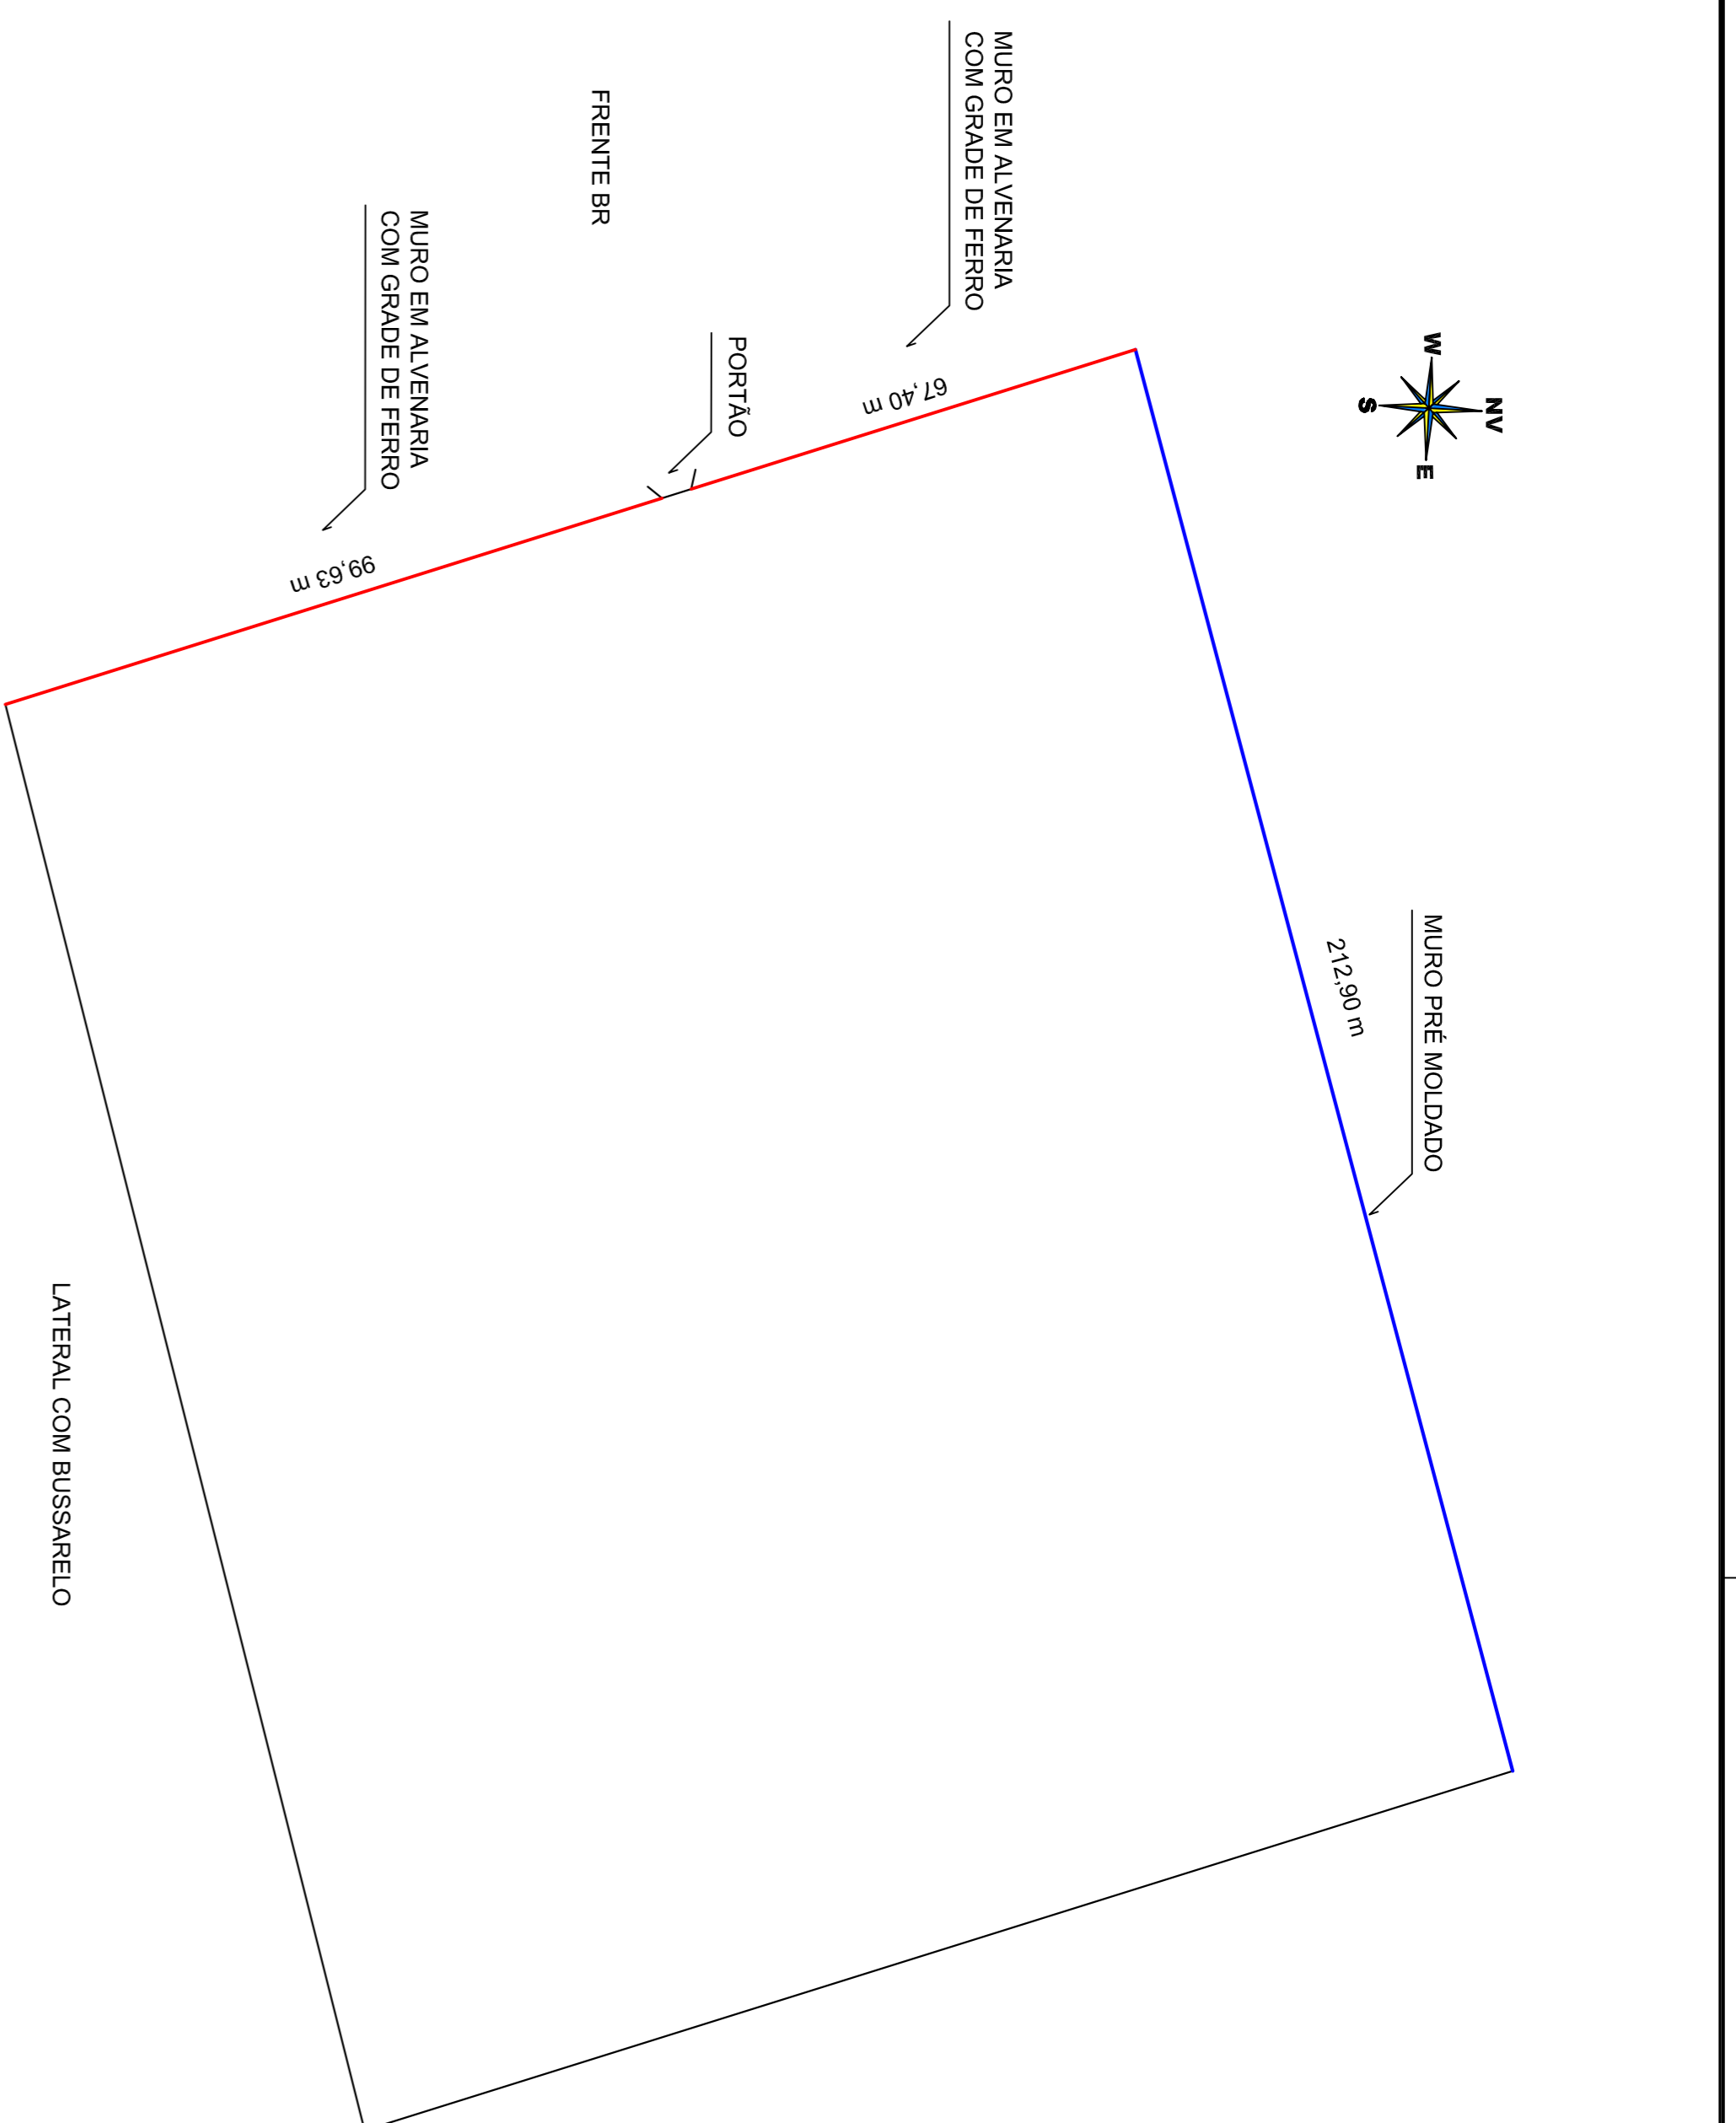 MURO EM ALVENARIA
COM GRADE DE FERRO
67,40 m
FRENTE BR
PORTÃO
MURO EM ALVENARIA
COM GRADE DE FERRO
99,63 m
W
NV
S
E
MURO PRÉ MOLDADO
212,90 m
LATERAL COM BUSSARELO